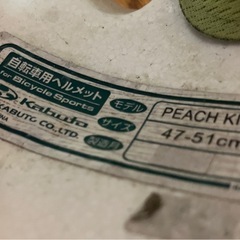 自転車用ヘルメット
for Bicycle Sports
Kabuto
KABUTO CO., LTD.
モデル PEACH KI
サイズ 47-51cm